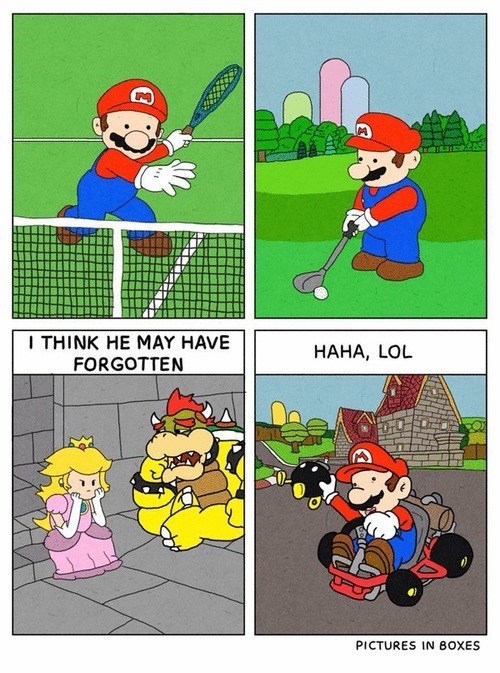 M
M
I THINK HE MAY HAVE
FORGOTTEN
HAHA, LOL
M
PICTURES IN BOXES